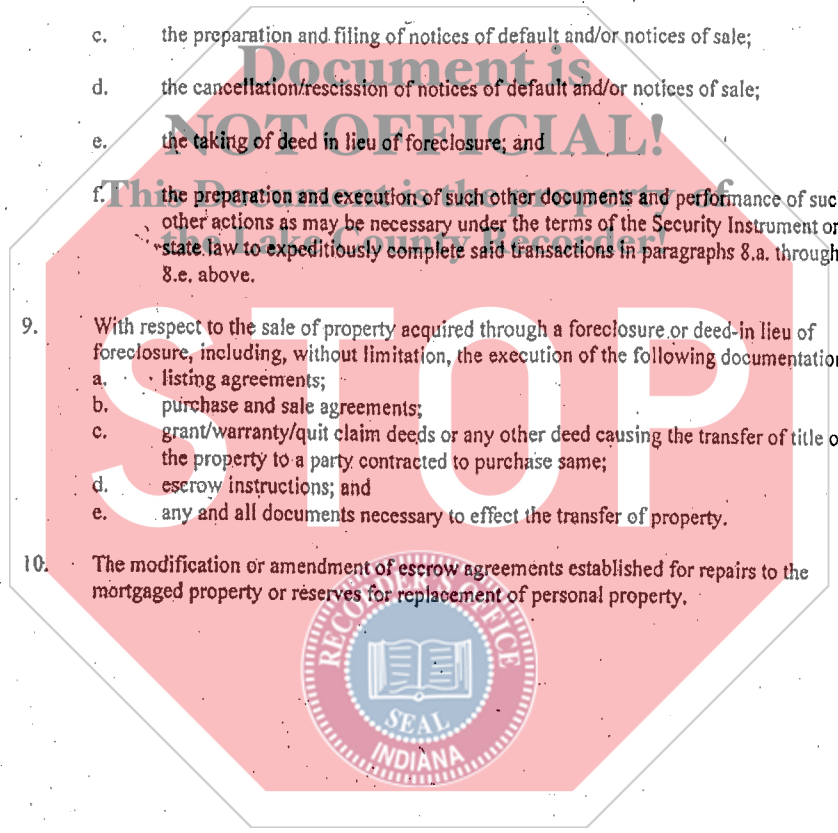 c. the preparation and filing of notices of default and/or notices of sale;
Document is
d. the cancellation/rescission of notices of default and/or notices of sale;
NOT OFFICIAL!
e. the taking of deed in lieu of foreclosure; and
This Document is the property of
f. the preparation and execution of such other documents and performance of suc
other actions as may be necessary under the terms of the Security Instrument or
the Lake County Recorder!
state law to expeditiously complete said transactions in paragraphs 8.a. through
8.e. above.
STOP
9. With respect to the sale of property acquired through a foreclosure or deed-in lieu of
foreclosure, including, without limitation, the execution of the following documentation
a. listing agreements;
b. purchase and sale agreements;
c. grant/warranty/quit claim deeds or any other deed causing the transfer of title o
the property to a party contracted to purchase same;
d. escrow instructions; and
e. any and all documents necessary to effect the transfer of property.
10. The modification or amendment of escrow agreements established for repairs to the
mortgaged property or reserves for replacement of personal property.
RECORDER'S OFFICE
SEAL
INDIANA